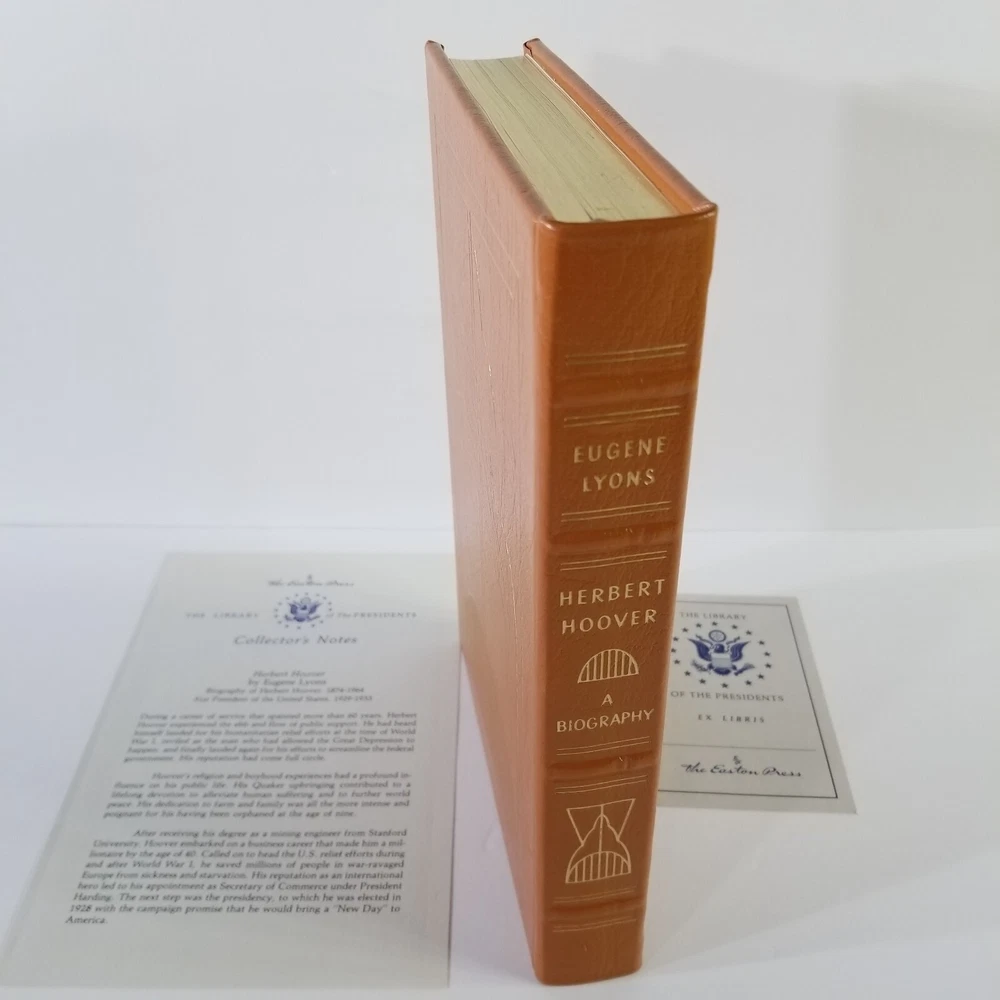 EUGENE
LYONS
HERBERT
HOOVER
A
BIOGRAPHY
The Easton Press
THE LIBRARY of The PRESIDENTS
Collector's Notes
Herbert Hoover
by Eugene Lyons
Biography of Herbert Hoover, 1874-1964
31st President of the United States, 1929-1933
During a career of service that spanned more than 60 years, Herbert
Hoover experienced the ebb and flow of public support. He had heard
himself lauded for his humanitarian relief efforts at the time of World
War I, reviled as the man who had allowed the Great Depression to
happen, and finally lauded again for his efforts to streamline the federal
government. His reputation had come full circle.
Hoover's religion and boyhood experiences had a profound in-
fluence on his public life. His Quaker upbringing contributed to a
lifelong devotion to alleviate human suffering and to further world
peace. His dedication to farm and family was all the more intense and
poignant for his having been orphaned at the age of nine.
After receiving his degree as a mining engineer from Stanford
University, Hoover embarked on a business career that made him a mil-
lionaire by the age of 40. Called on to head the U.S. relief efforts during
and after World War I, he saved millions of people in war-ravaged
Europe from sickness and starvation. His reputation as an international
hero led to his appointment as Secretary of Commerce under President
Harding. The next step was the presidency, to which he was elected in
1928 with the campaign promise that he would bring a "New Day" to
America.
THE LIBRARY
OF THE PRESIDENTS
EX LIBRIS
The Easton Press